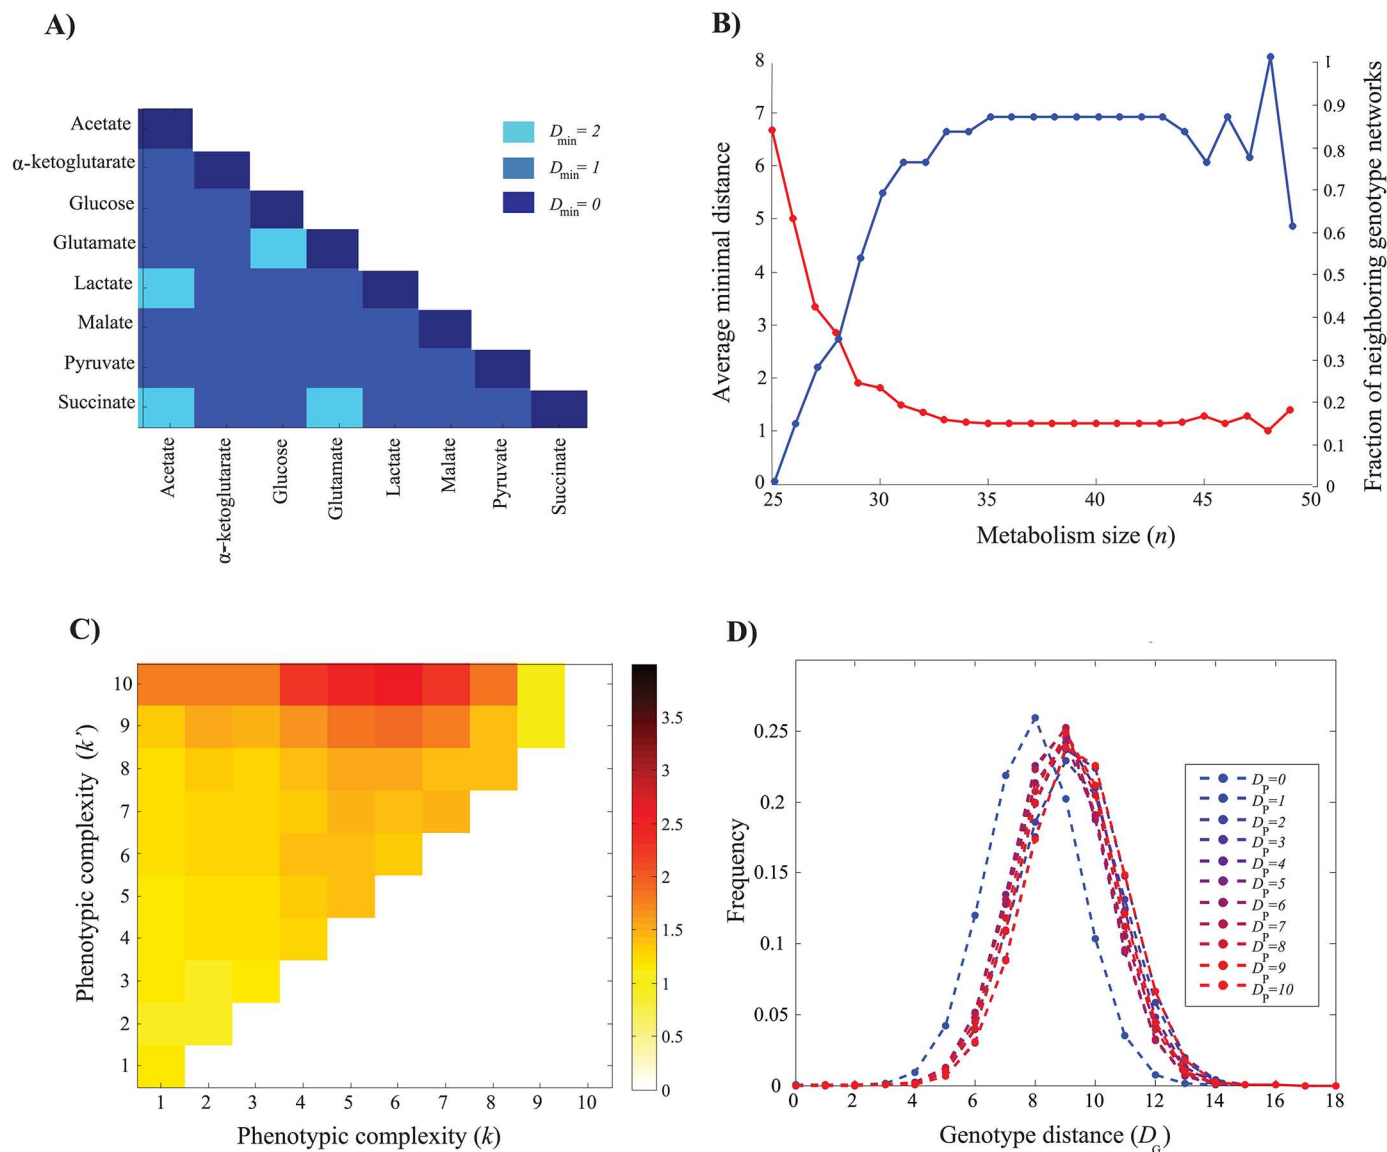 A)
Acetate
α-ketoglutarate
Glucose
Glutamate
Lactate
Malate
Pyruvate
Succinate
Acetate
α-ketoglutarate
Glucose
Glutamate
Lactate
Malate
Pyruvate
Succinate
Dmin= 2
Dmin= 1
Dmin= 0
B)
Average minimal distance
8
7
6
5
4
3
2
1
0
25
30
35
40
45
50
Metabolism size (n)
1
0.9
0.8
0.7
0.6
0.5
0.4
0.3
0.2
0.1
0
Fraction of neighboring genotype networks
C)
Phenotypic complexity (k’)
10
9
8
7
6
5
4
3
2
1
1
2
3
4
5
6
7
8
9
10
Phenotypic complexity (k)
3.5
3
2.5
2
1.5
1
0.5
0
D)
Frequency
0.25
0.2
0.15
0.1
0.05
0
0
2
4
6
8
10
12
14
16
18
Genotype distance (DG)
DP=0
DP=1
DP=2
DP=3
DP=4
DP=5
DP=6
DP=7
DP=8
DP=9
DP=10